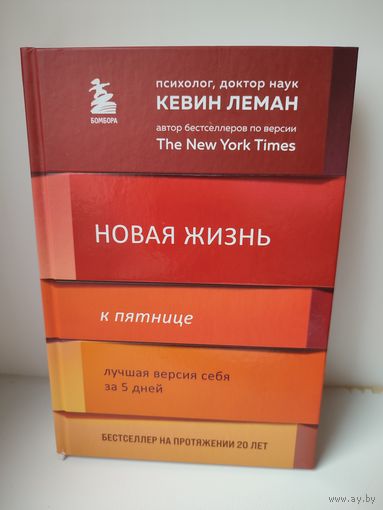 БОМБОРА
психолог, доктор наук
КЕВИН ЛЕМАН
автор бестселлеров по версии
The New York Times
НОВАЯ ЖИЗНЬ
к пятнице
лучшая версия себя
за 5 дней
БЕСТСЕЛЛЕР НА ПРОТЯЖЕНИИ 20 ЛЕТ
www.ay.by